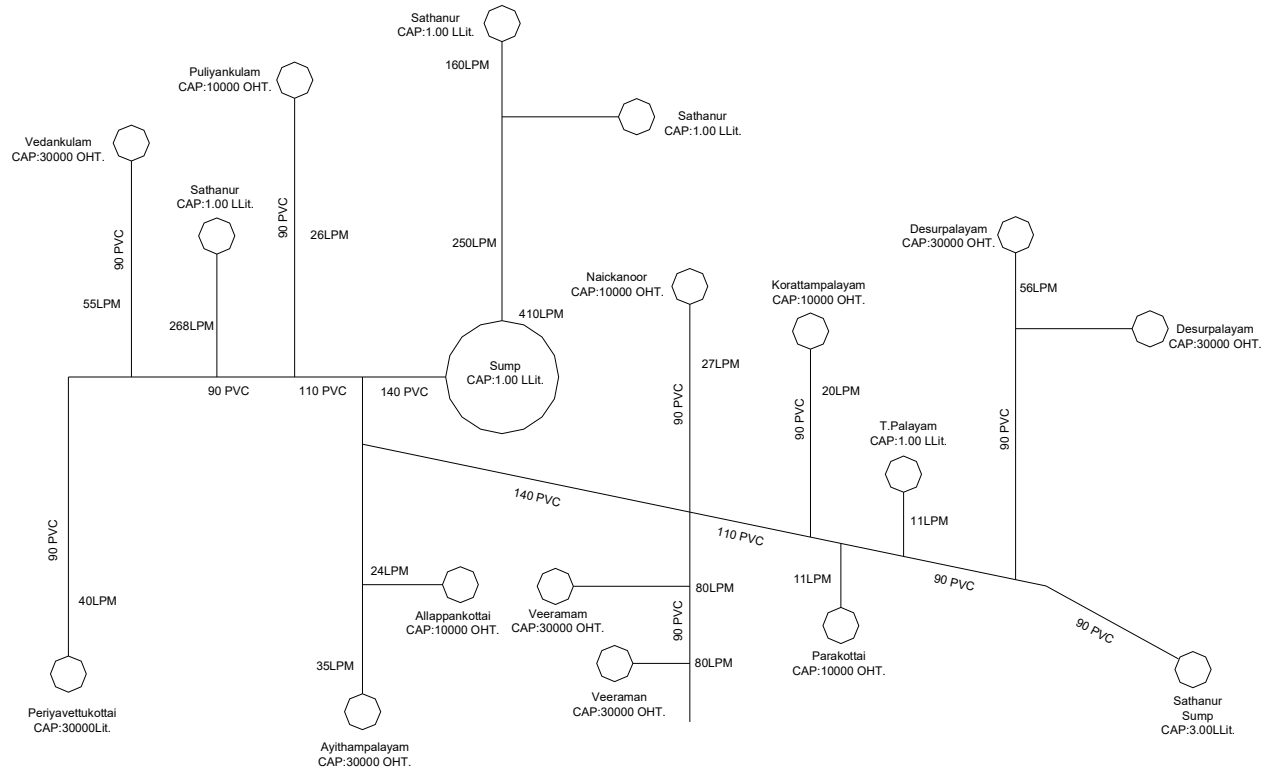 Sathanur
CAP:1.00 LLit.
160LPM
Puliyankulam
CAP:10000 OHT.
Sathanur
CAP:1.00 LLit.
Vedankulam
CAP:30000 OHT.
Sathanur
CAP:1.00 LLit.
90 PVC
90 PVC
26LPM
250LPM
Desurpalayam
CAP:30000 OHT.
Naickanoor
CAP:10000 OHT.
Korattampalayam
CAP:10000 OHT.
56LPM
55LPM
268LPM
410LPM
Desurpalayam
CAP:30000 OHT.
Sump
CAP:1.00 LLit.
27LPM
20LPM
90 PVC
110 PVC
140 PVC
90 PVC
90 PVC
90 PVC
T.Palayam
CAP:1.00 LLit.
140 PVC
11LPM
110 PVC
90 PVC
24LPM
11LPM
90 PVC
80LPM
40LPM
Allappankottai
CAP:10000 OHT.
Veeramam
CAP:30000 OHT.
90 PVC
90 PVC
Parakottai
CAP:10000 OHT.
35LPM
80LPM
Veeraman
CAP:30000 OHT.
Sathanur
Sump
CAP:3.00LLit.
Periyavettukottai
CAP:30000Lit.
Ayithampalayam
CAP:30000 OHT.